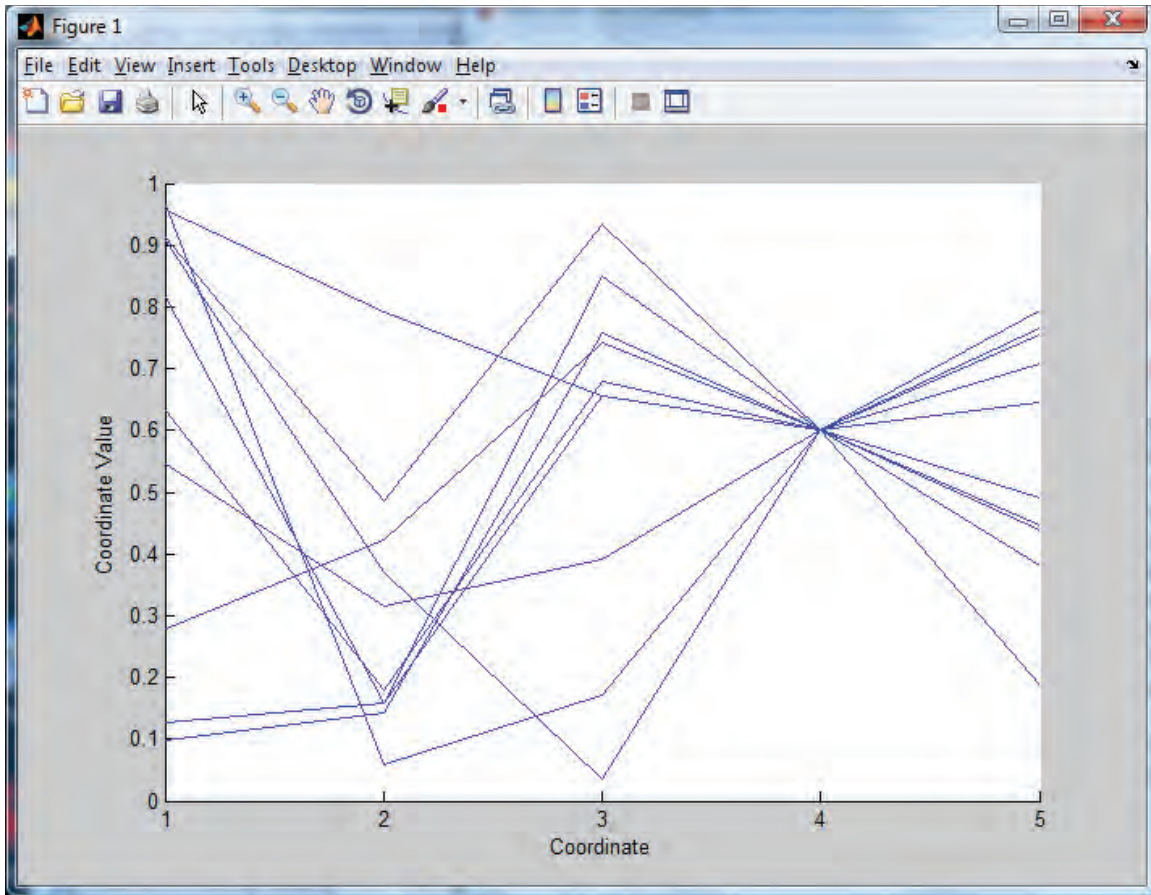 Figure 1
File Edit View Insert Tools Desktop Window Help
1
0.9
0.8
0.7
0.6
0.5
0.4
0.3
0.2
0.1
0
Coordinate Value
1 2 3 4 5
Coordinate